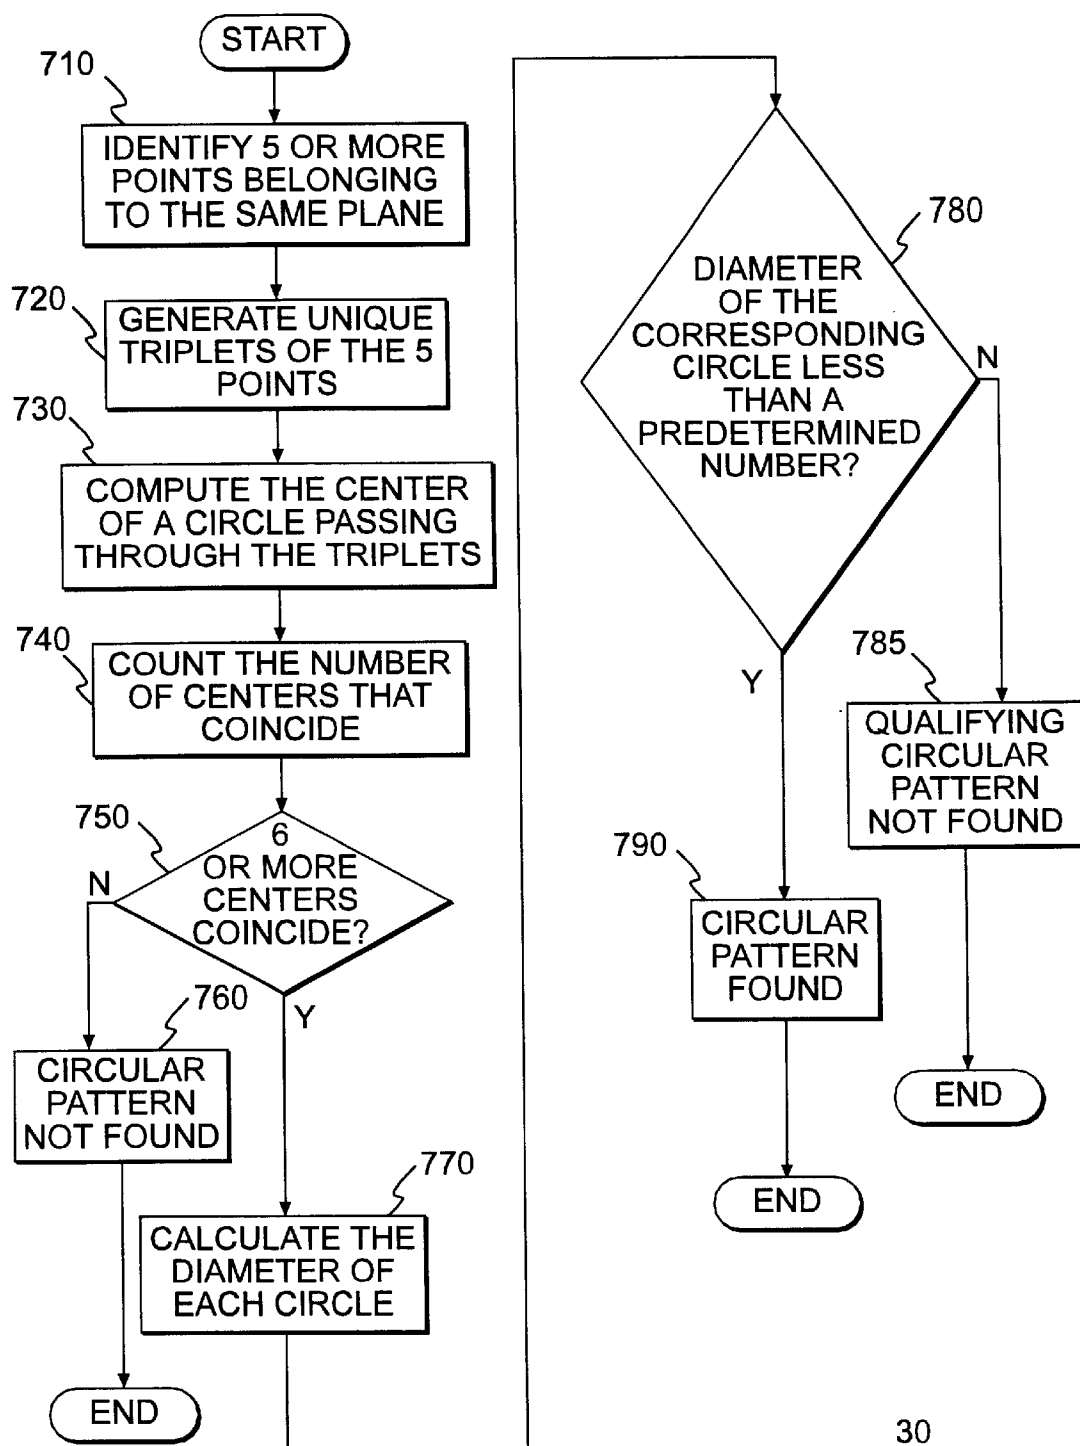 START
710
IDENTIFY 5 OR MORE
POINTS BELONGING
TO THE SAME PLANE
720
GENERATE UNIQUE
TRIPLETS OF THE 5
POINTS
730
COMPUTE THE CENTER
OF A CIRCLE PASSING
THROUGH THE TRIPLETS
740
COUNT THE NUMBER
OF CENTERS THAT
COINCIDE
750
6
OR MORE
CENTERS
COINCIDE?
N
Y
760
CIRCULAR
PATTERN
NOT FOUND
END
770
CALCULATE THE
DIAMETER OF
EACH CIRCLE
780
DIAMETER
OF THE
CORRESPONDING
CIRCLE LESS
THAN A
PREDETERMINED
NUMBER?
N
Y
785
QUALIFYING
CIRCULAR
PATTERN
NOT FOUND
END
790
CIRCULAR
PATTERN
FOUND
END
30